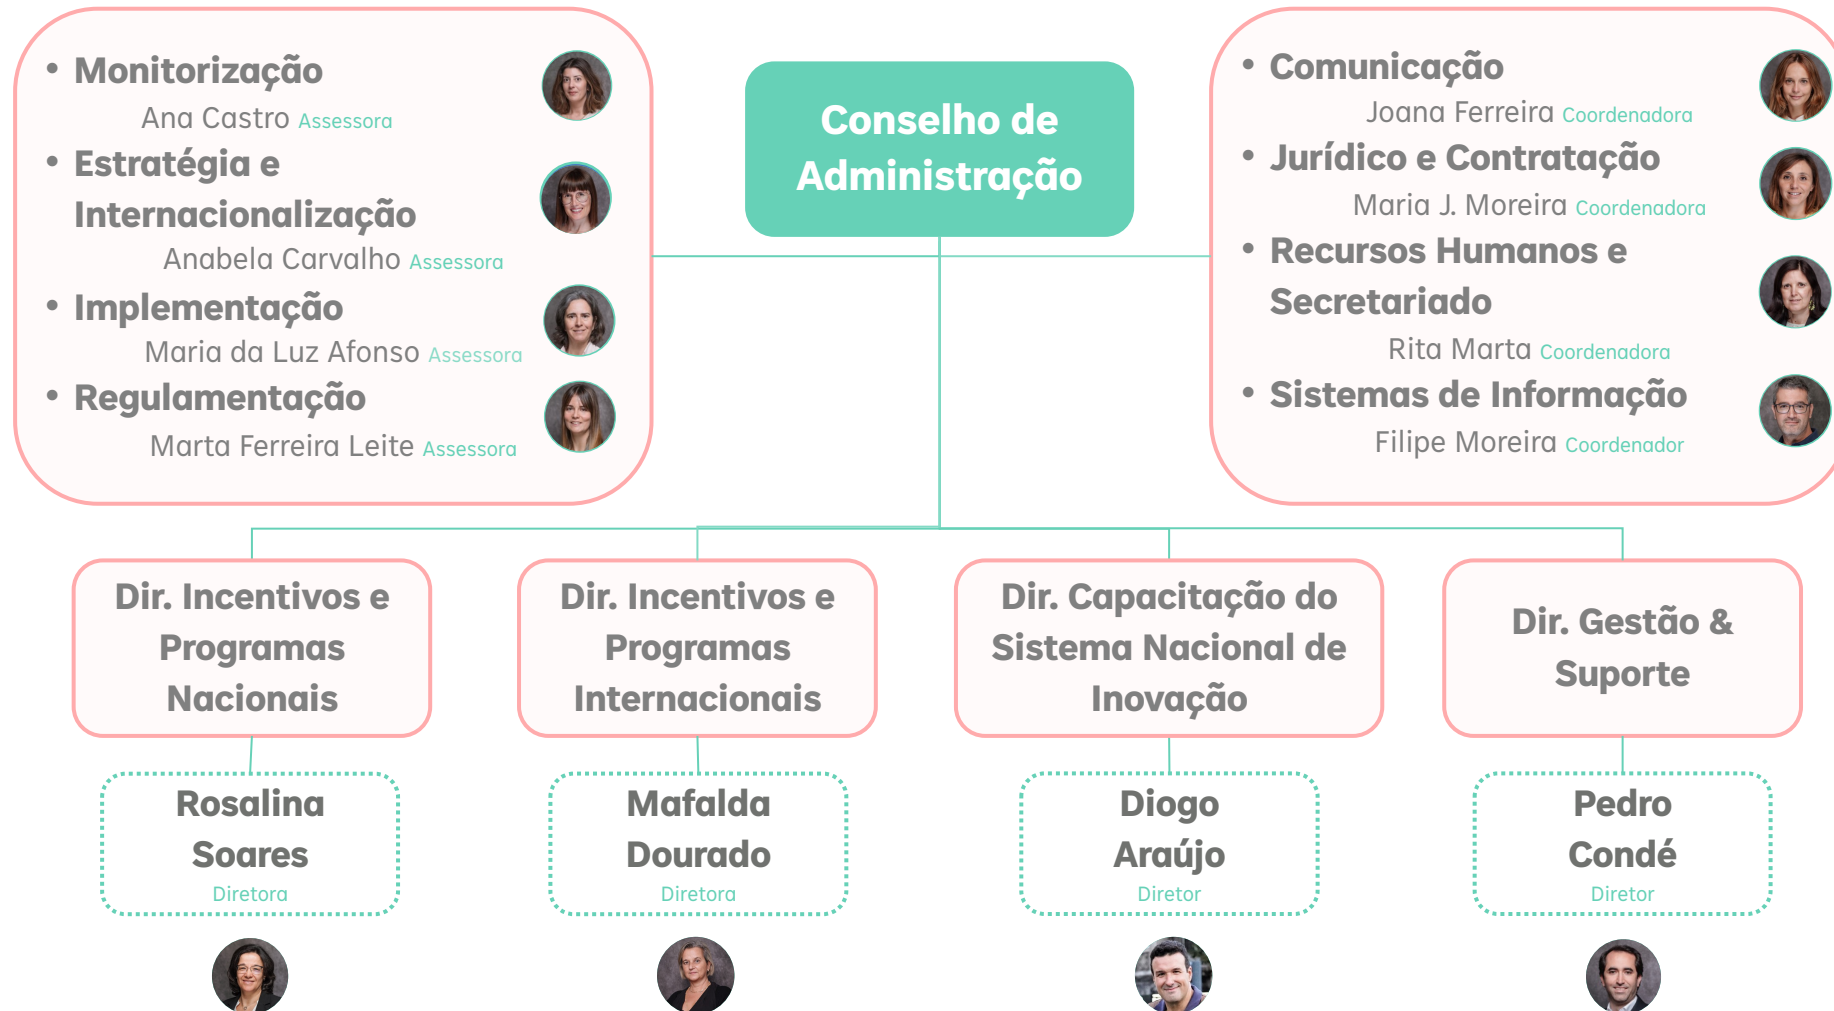 • Monitorização
Ana Castro Assessora
• Estratégia e
Internacionalização
Anabela Carvalho Assessora
• Implementação
Maria da Luz Afonso Assessora
• Regulamentação
Marta Ferreira Leite Assessora
Conselho de
Administração
• Comunicação
Joana Ferreira Coordenadora
• Jurídico e Contratação
Maria J. Moreira Coordenadora
• Recursos Humanos e
Secretariado
Rita Marta Coordenadora
• Sistemas de Informação
Filipe Moreira Coordenador
Dir. Incentivos e
Programas
Nacionais
Dir. Incentivos e
Programas
Internacionais
Dir. Capacitação do
Sistema Nacional de
Inovação
Dir. Gestão &
Suporte
Rosalina
Soares
Diretora
Mafalda
Dourado
Diretora
Diogo
Araújo
Diretor
Pedro
Condé
Diretor